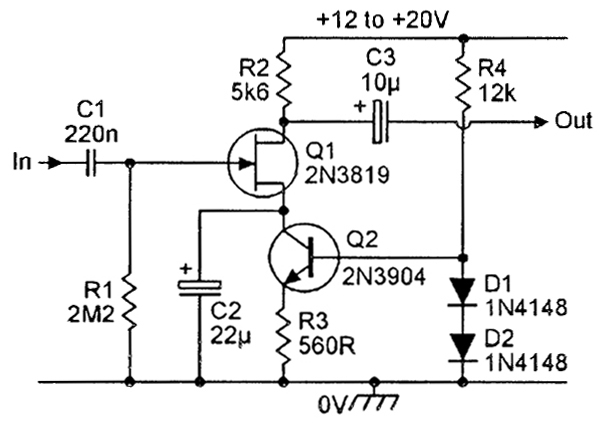 +12 to +20V
R2
5k6
C3
10µ
+
R4
12k
C1
220n
In
Out
Q1
2N3819
Q2
2N3904
+
R1
2M2
C2
22µ
R3
560R
D1
1N4148
D2
1N4148
0V